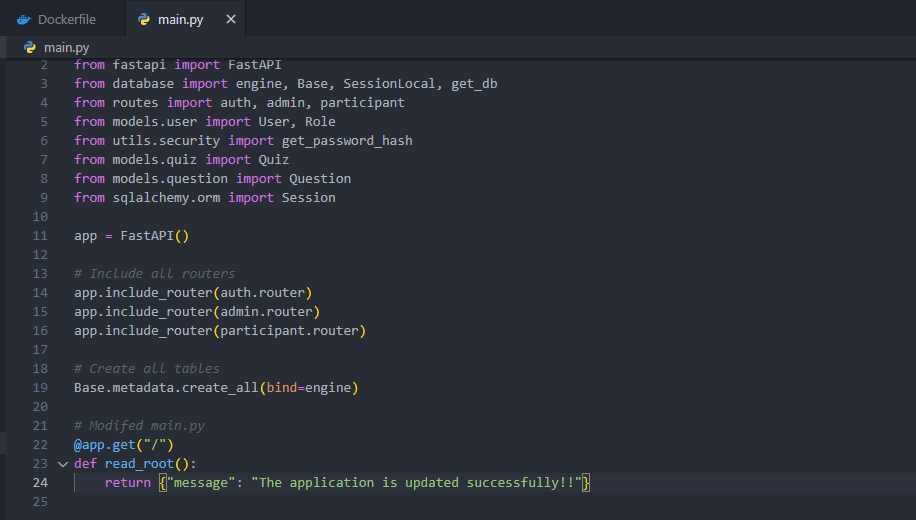 Dockerfile
main.py
main.py
2 from fastapi import FastAPI
3 from database import engine, Base, SessionLocal, get_db
4 from routes import auth, admin, participant
5 from models.user import User, Role
6 from utils.security import get_password_hash
7 from models.quiz import Quiz
8 from models.question import Question
9 from sqlalchemy.orm import Session
10
11 app = FastAPI()
12
13 # Include all routers
14 app.include_router(auth.router)
15 app.include_router(admin.router)
16 app.include_router(participant.router)
17
18 # Create all tables
19 Base.metadata.create_all(bind=engine)
20
21 # Modifed main.py
22 @app.get("/")
23 def read_root():
24     return {"message": "The application is updated successfully!!"}
25